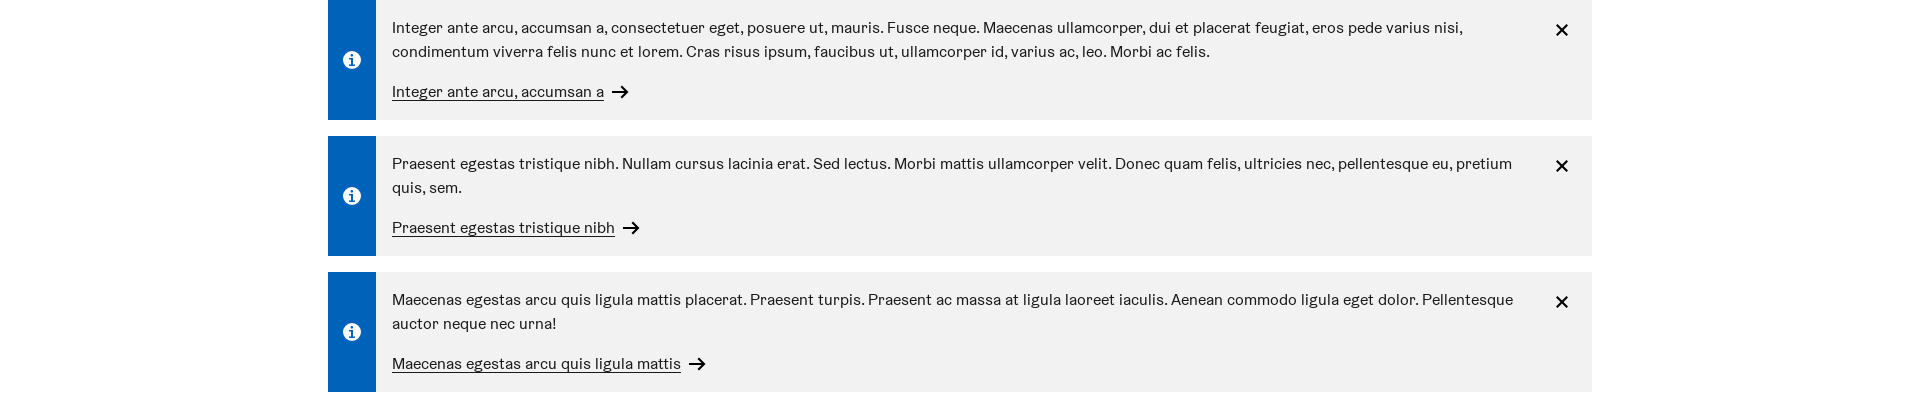 Integer ante arcu, accumsan a, consectetuer eget, posuere ut, mauris. Fusce neque. Maecenas ullamcorper, dui et placerat feugiat, eros pede varius nisi,
condimentum viverra felis nunc et lorem. Cras risus ipsum, faucibus ut, ullamcorper id, varius ac, leo. Morbi ac felis.
Integer ante arcu, accumsan a
Praesent egestas tristique nibh. Nullam cursus lacinia erat. Sed lectus. Morbi mattis ullamcorper velit. Donec quam felis, ultricies nec, pellentesque eu, pretium
quis, sem.
Praesent egestas tristique nibh
Maecenas egestas arcu quis ligula mattis placerat. Praesent turpis. Praesent ac massa at ligula laoreet iaculis. Aenean commodo ligula eget dolor. Pellentesque
auctor neque nec urna!
Maecenas egestas arcu quis ligula mattis